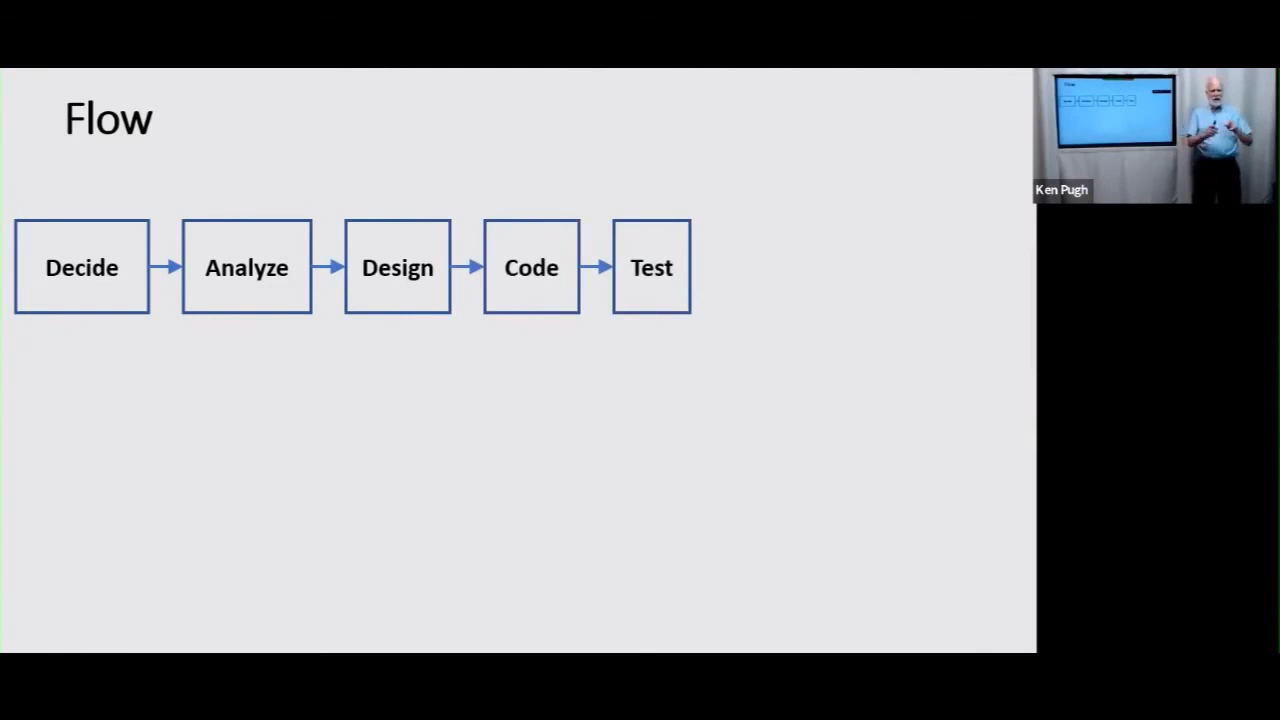 Flow
Decide
Analyze
Design
Code
Test
Ken Pugh